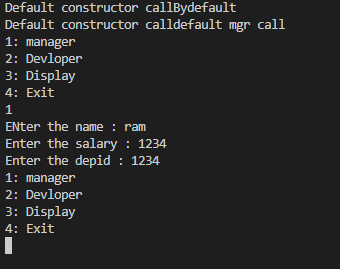 Default constructor callBydefault
Default constructor calldefault mgr call
1: manager
2: Devloper
3: Display
4: Exit
1
ENter the name : ram
Enter the salary : 1234
Enter the depid : 1234
1: manager
2: Devloper
3: Display
4: Exit